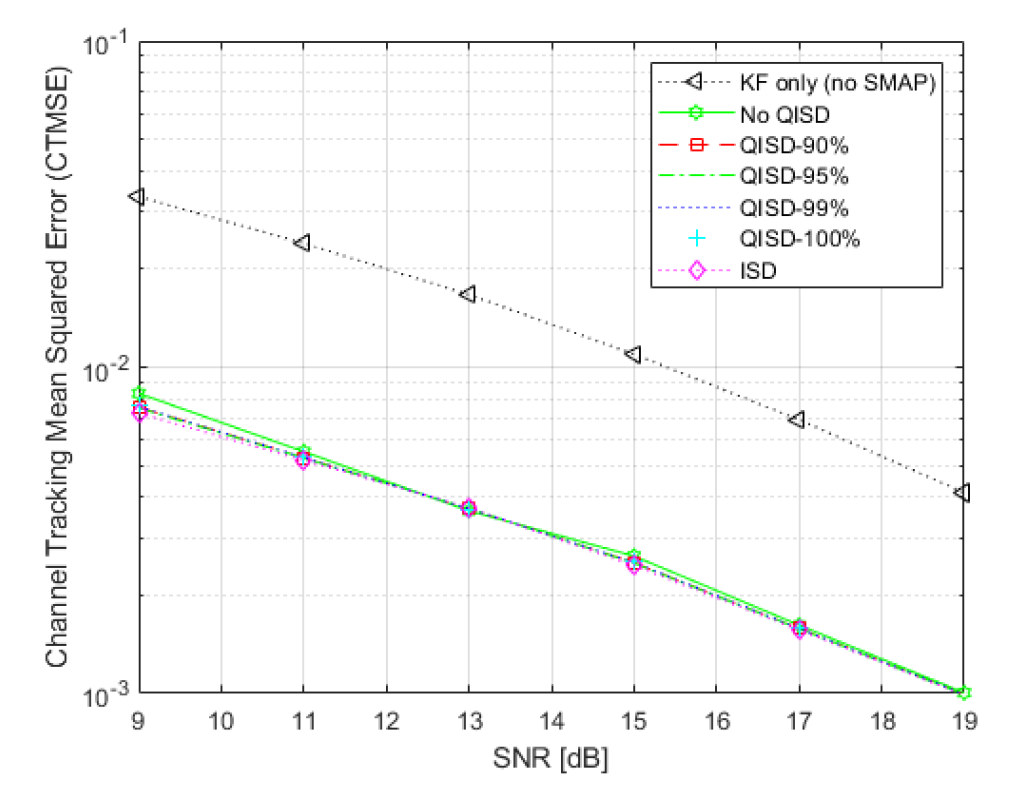 Channel Tracking Mean Squared Error (CTMSE)
10-1
10-2
10-3
KF only (no SMAP)
No QISD
QISD-90%
QISD-95%
QISD-99%
QISD-100%
ISD
9 10 11 12 13 14 15 16 17 18 19
SNR [dB]